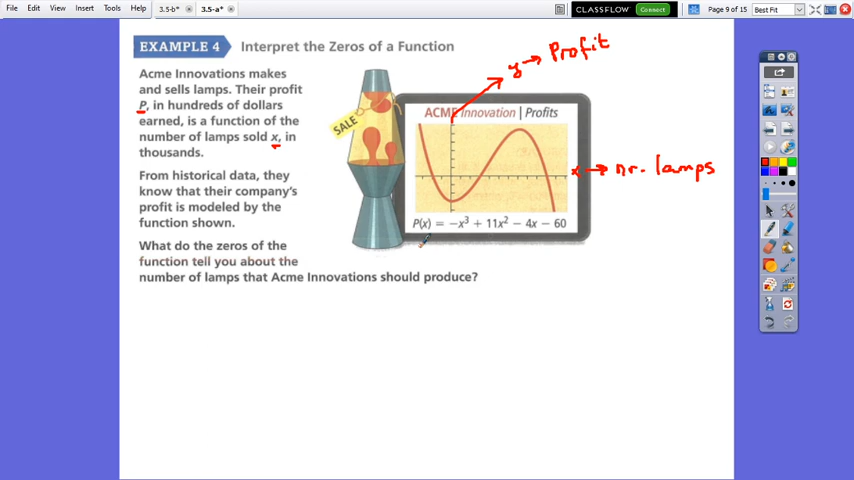 File Edit View Insert Tools Help 3.5-b* 3.5-a* CLASSFLOW Connect Page 9 of 15 Best Fit
EXAMPLE 4 Interpret the Zeros of a Function
y → Profit
Acme Innovations makes
and sells lamps. Their profit
P, in hundreds of dollars
earned, is a function of the
number of lamps sold x, in
thousands.
From historical data, they
know that their company's
profit is modeled by the
function shown.
What do the zeros of the
function tell you about the
number of lamps that Acme Innovations should produce?
SALE
ACME Innovation | Profits
x → nr. lamps
P(x) = −x³ + 11x² − 4x − 60